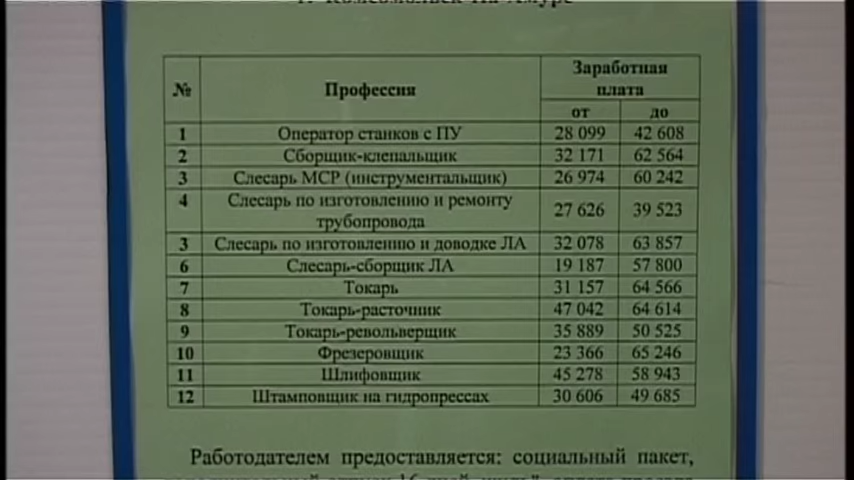 г. Комсомольск-На-Амуре
№ Профессия Заработная плата
от до
1 Оператор станков с ПУ 28 099 42 608
2 Сборщик-клепальщик 32 171 62 564
3 Слесарь МСР (инструментальщик) 26 974 60 242
4 Слесарь по изготовлению и ремонту трубопровода 27 626 39 523
3 Слесарь по изготовлению и доводке ЛА 32 078 63 857
6 Слесарь-сборщик ЛА 19 187 57 800
7 Токарь 31 157 64 566
8 Токарь-расточник 47 042 64 614
9 Токарь-револьверщик 35 889 50 525
10 Фрезеровщик 23 366 65 246
11 Шлифовщик 45 278 58 943
12 Штамповщик на гидропрессах 30 606 49 685
Работодателем предоставляется: социальный пакет,